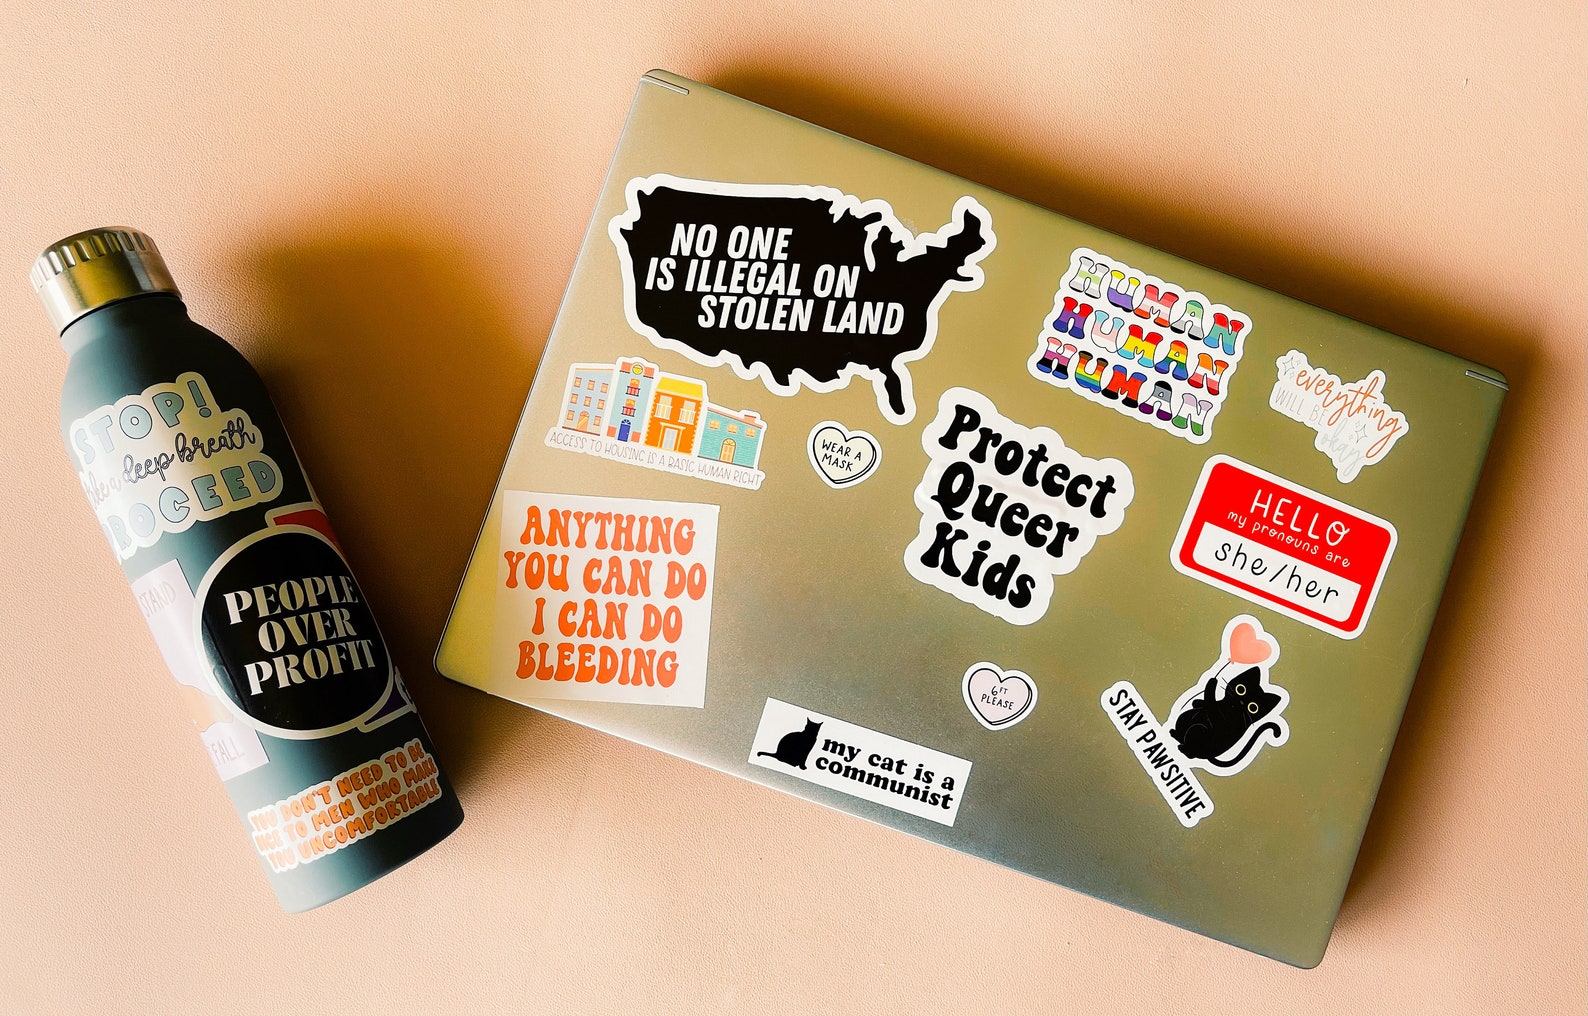 STOP!
a deep breath
PROCEED
STAND
FALL
PEOPLE
OVER
PROFIT
YOU DON'T NEED TO BE
NICE TO MEN WHO MAKE
YOU UNCOMFORTABLE
NO ONE
IS ILLEGAL ON
STOLEN LAND
ACCESS TO HOUSING IS A BASIC HUMAN RIGHT
WEAR A
MASK
ANYTHING
YOU CAN DO
I CAN DO
BLEEDING
HUMAN
HUMAN
HUMAN
everything
WILL BE
okay
Protect
Queer
Kids
HELLO
my pronouns are
she/her
6FT
PLEASE
my cat is a
communist
STAY PAWSITIVE